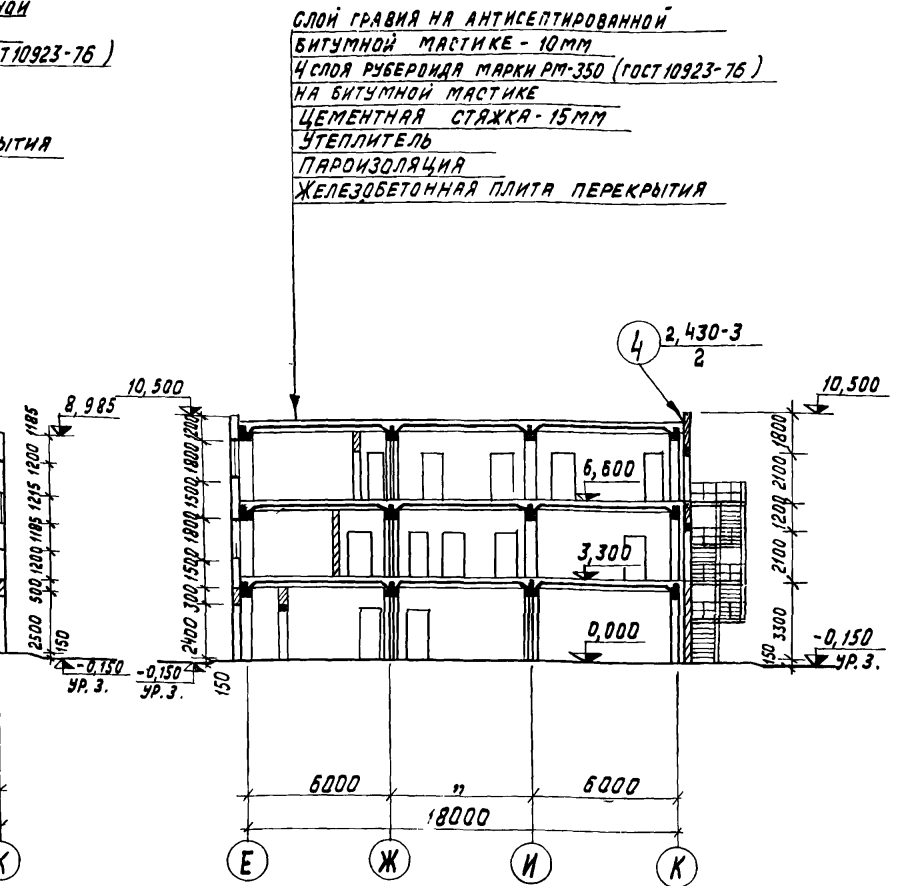 НОЙ
Т 10923-76 )
ЫТИЯ
СЛОЙ ГРАВИЯ НА АНТИСЕПТИРОВАННОЙ
БИТУМНОЙ МАСТИКЕ - 10ММ
4 СЛОЯ РУБЕРОИДА МАРКИ РМ-350 (ГОСТ 10923-76 )
НА БИТУМНОЙ МАСТИКЕ
ЦЕМЕНТНАЯ СТЯЖКА - 15ММ
УТЕПЛИТЕЛЬ
ПАРОИЗОЛЯЦИЯ
ЖЕЛЕЗОБЕТОННАЯ ПЛИТА ПЕРЕКРЫТИЯ
4
2,430-3
2
8,985
10,500
10,500
1185
1200
1215
1185
1200
500
2500
150
1200
1800
1500
1800
1500
300
2400
150
6,600
3,300
0,000
1800
2100
1200
2100
3300
150
-0,150
УР.З.
-0,150
УР.З.
-0,150
УР.З.
6000 " 6000
18000
К Е Ж И К